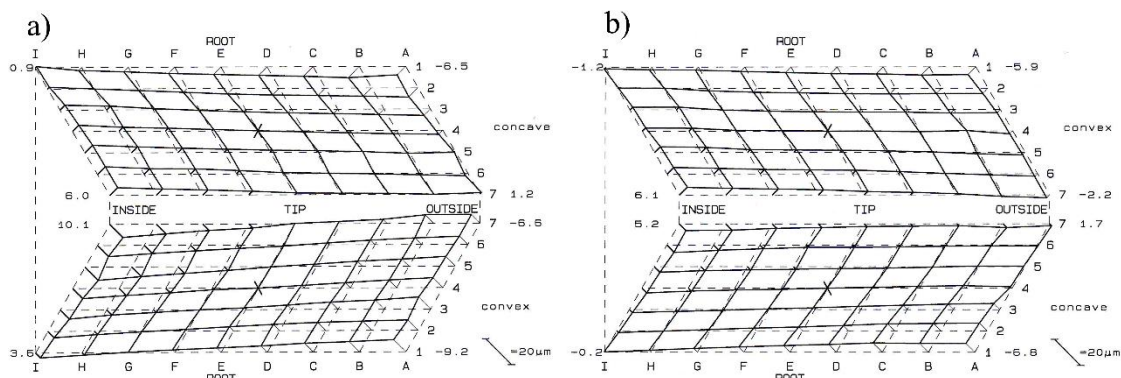 a)
ROOT
I H G F E D C B A
0.9 1 -6.5
2
3
concave
4
5
6
6.0 7 1.2
INSIDE TIP OUTSIDE
10.1 7 -6.5
6
5
4
convex
3
2
3.5 1 -9.2
=20µm
I H G F E D C B A
ROOT
b)
ROOT
I H G F E D C B A
-1.2 1 -5.9
2
3
convex
4
5
6
6.1 7 -2.2
INSIDE TIP OUTSIDE
5.2 7 1.7
6
5
4
concave
3
2
-0.2 1 -6.8
=20µm
I H G F E D C B A
ROOT